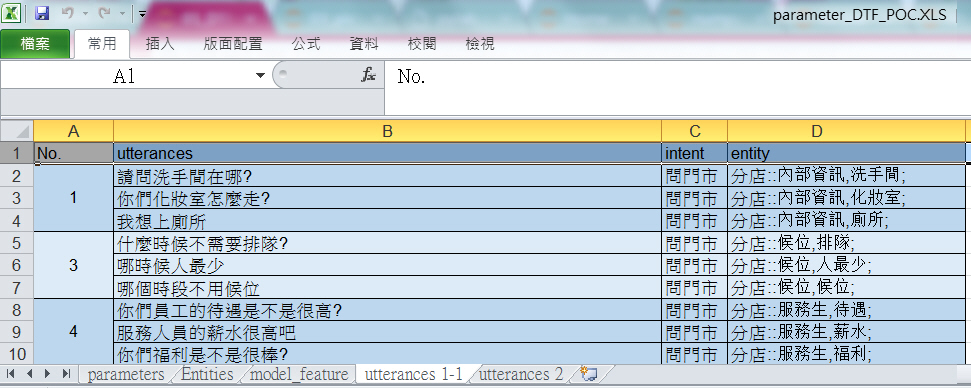 parameter_DTF_POC.XLS
檔案 常用 插入 版面配置 公式 資料 校閱 檢視
A1 fx No.
A B C D
1 No. utterances intent entity
2 請問洗手間在哪? 問門市 分店::內部資訊,洗手間;
3 1 你們化妝室怎麼走? 問門市 分店::內部資訊,化妝室;
4 我想上廁所 問門市 分店::內部資訊,廁所;
5 什麼時候不需要排隊? 問門市 分店::候位,排隊;
6 3 哪時候人最少 問門市 分店::候位,人最少;
7 哪個時段不用候位 問門市 分店::候位,候位;
8 你們員工的待遇是不是很高? 問門市 分店::服務生,待遇;
9 4 服務人員的薪水很高吧 問門市 分店::服務生,薪水;
10 你們福利是不是很棒? 問門市 分店::服務生,福利;
parameters Entities model_feature utterances 1-1 utterances 2